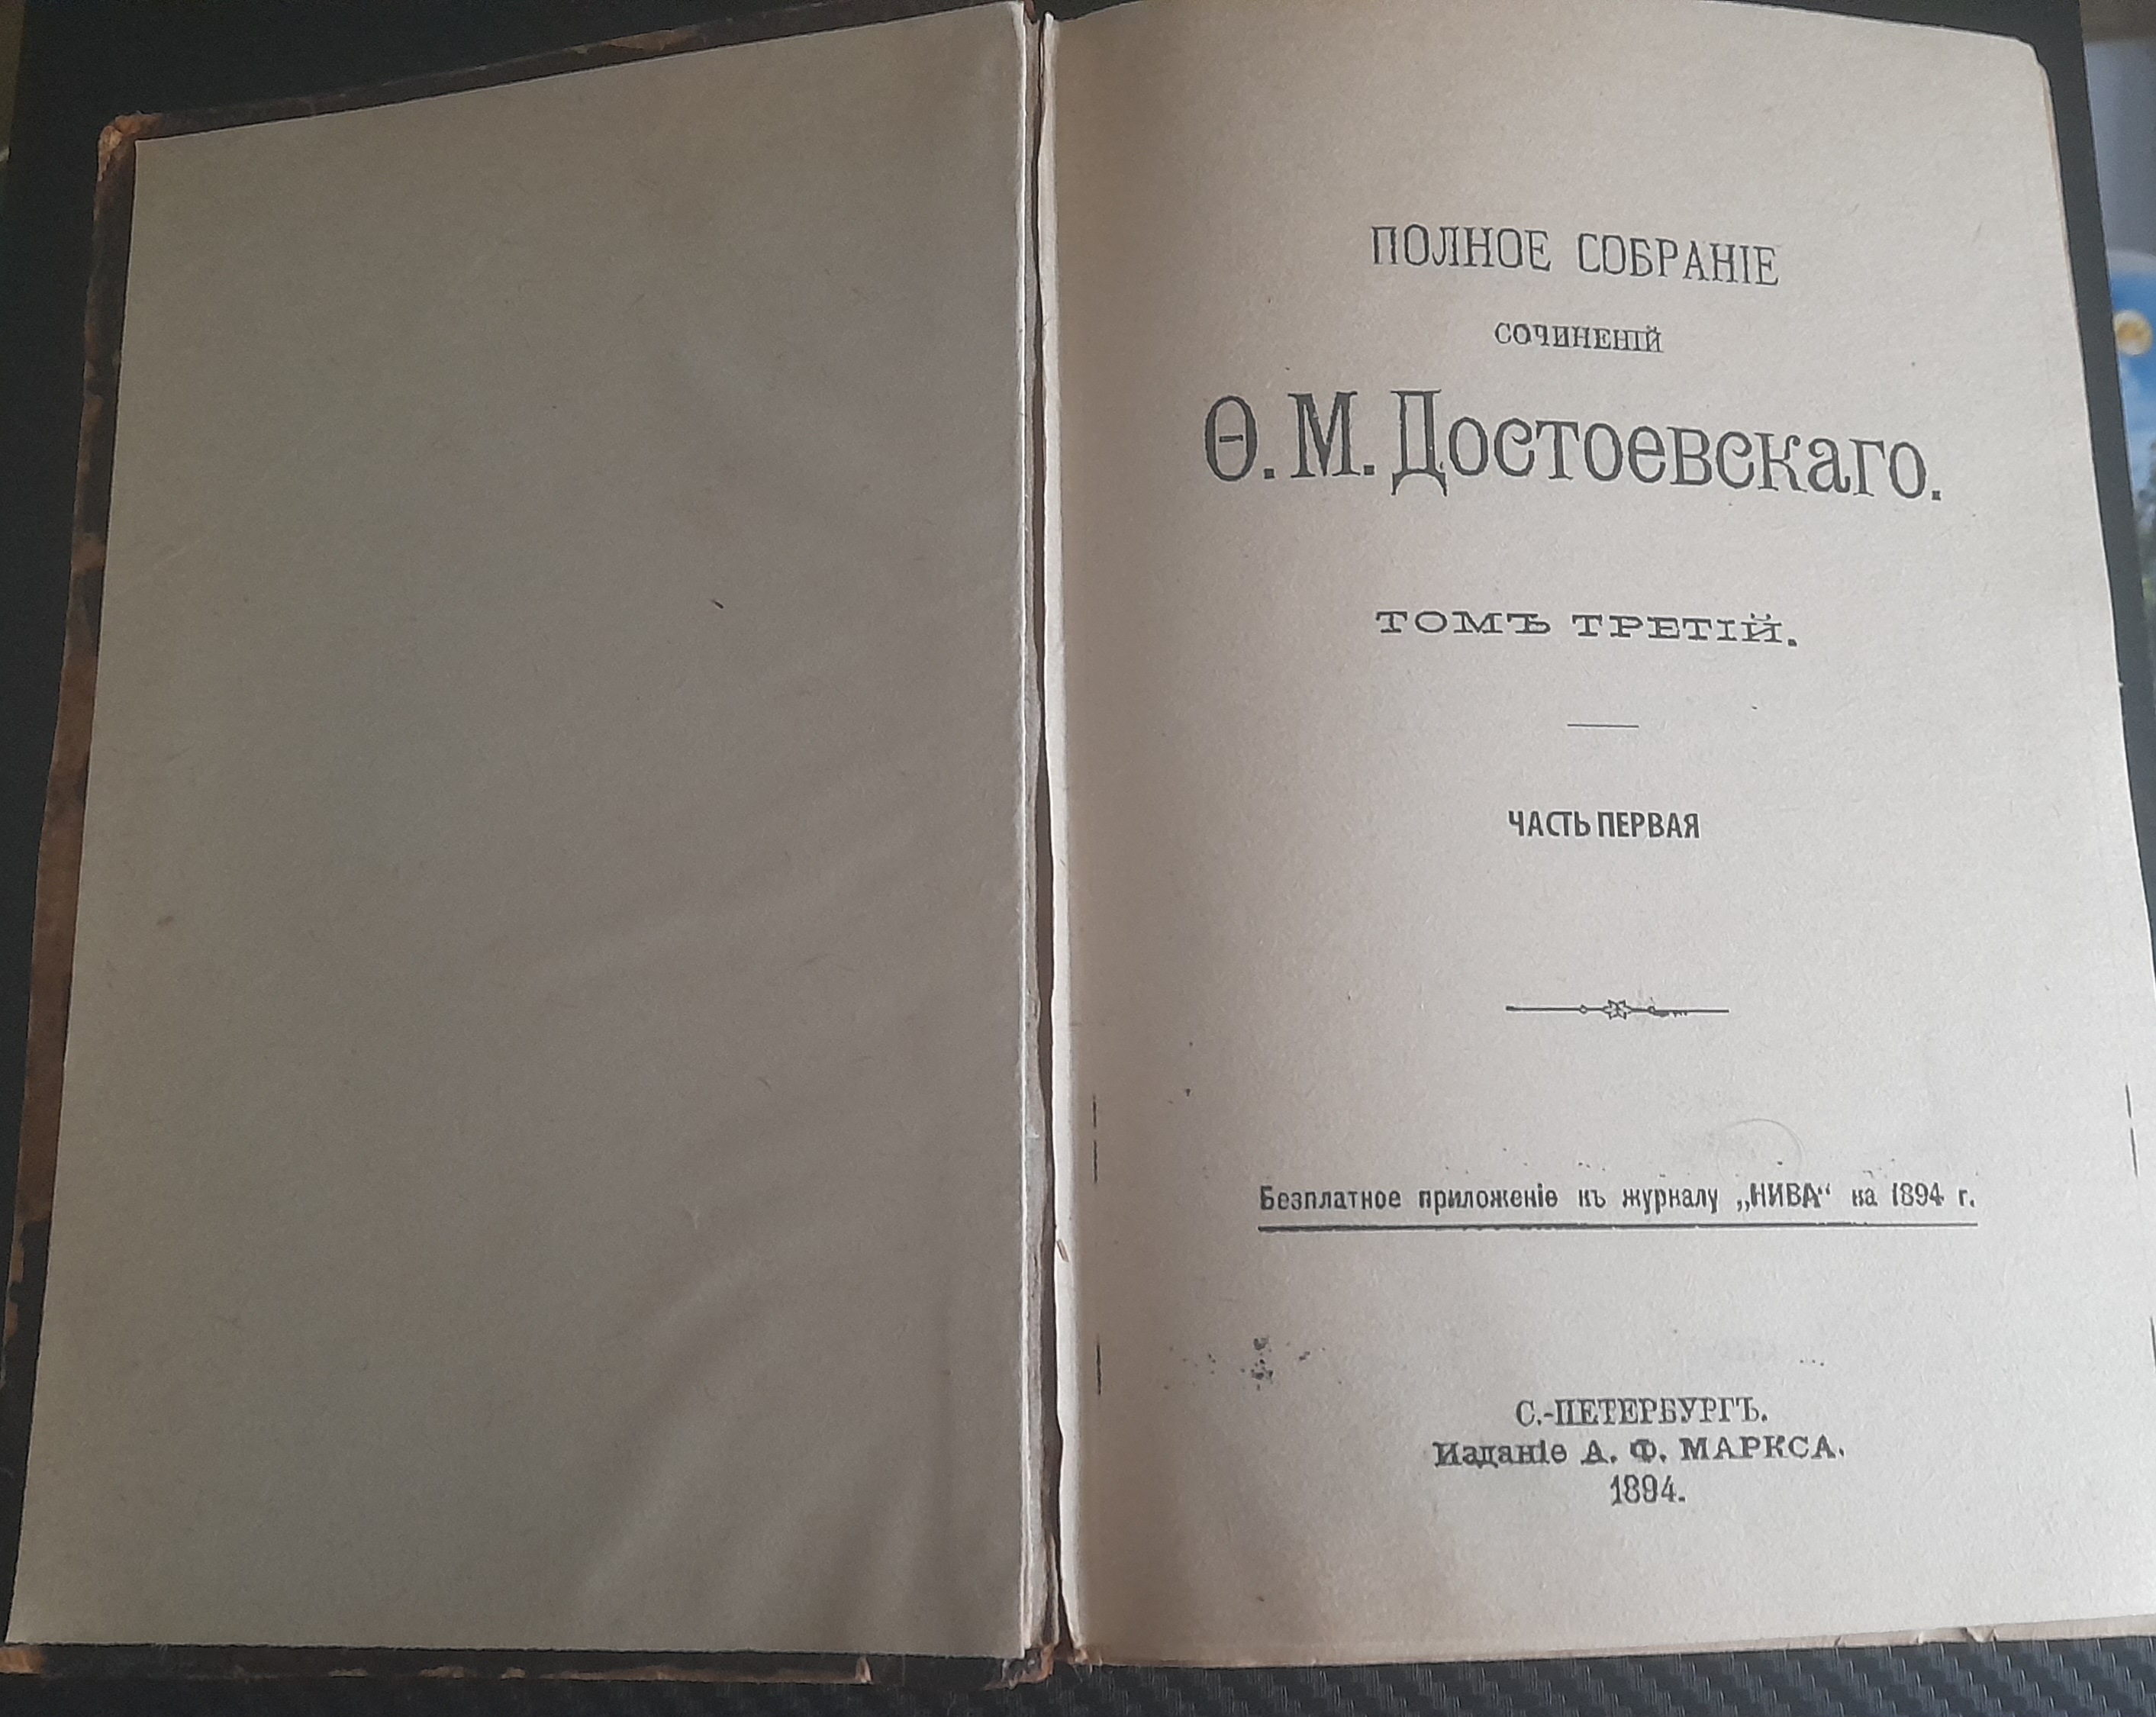 ПОЛНОЕ СОБРАНІЕ
СОЧИНЕНІЙ
Ѳ. М. Достоевскаго.
ТОМЪ ТРЕТІЙ.
ЧАСТЬ ПЕРВАЯ
Безплатное приложеніе къ журналу „НИВА“ на 1894 г.
С.-ПЕТЕРБУРГЪ.
Изданіе А. Ф. МАРКСА.
1894.